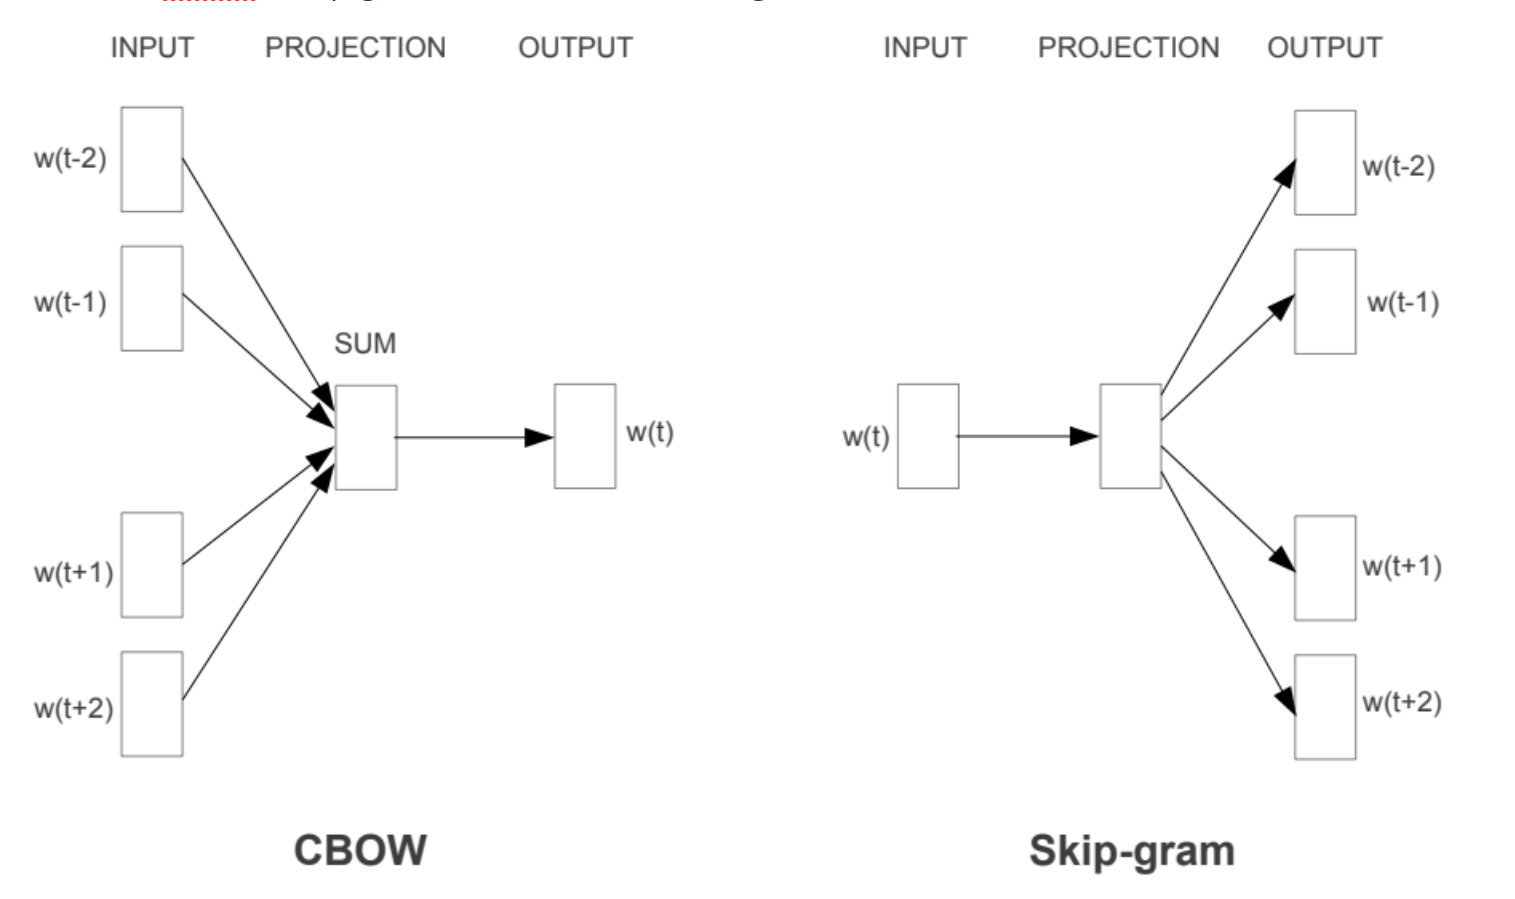 INPUT PROJECTION OUTPUT
w(t-2)
w(t-1)
SUM
w(t)
w(t+1)
w(t+2)
CBOW
INPUT PROJECTION OUTPUT
w(t-2)
w(t-1)
w(t)
w(t+1)
w(t+2)
Skip-gram